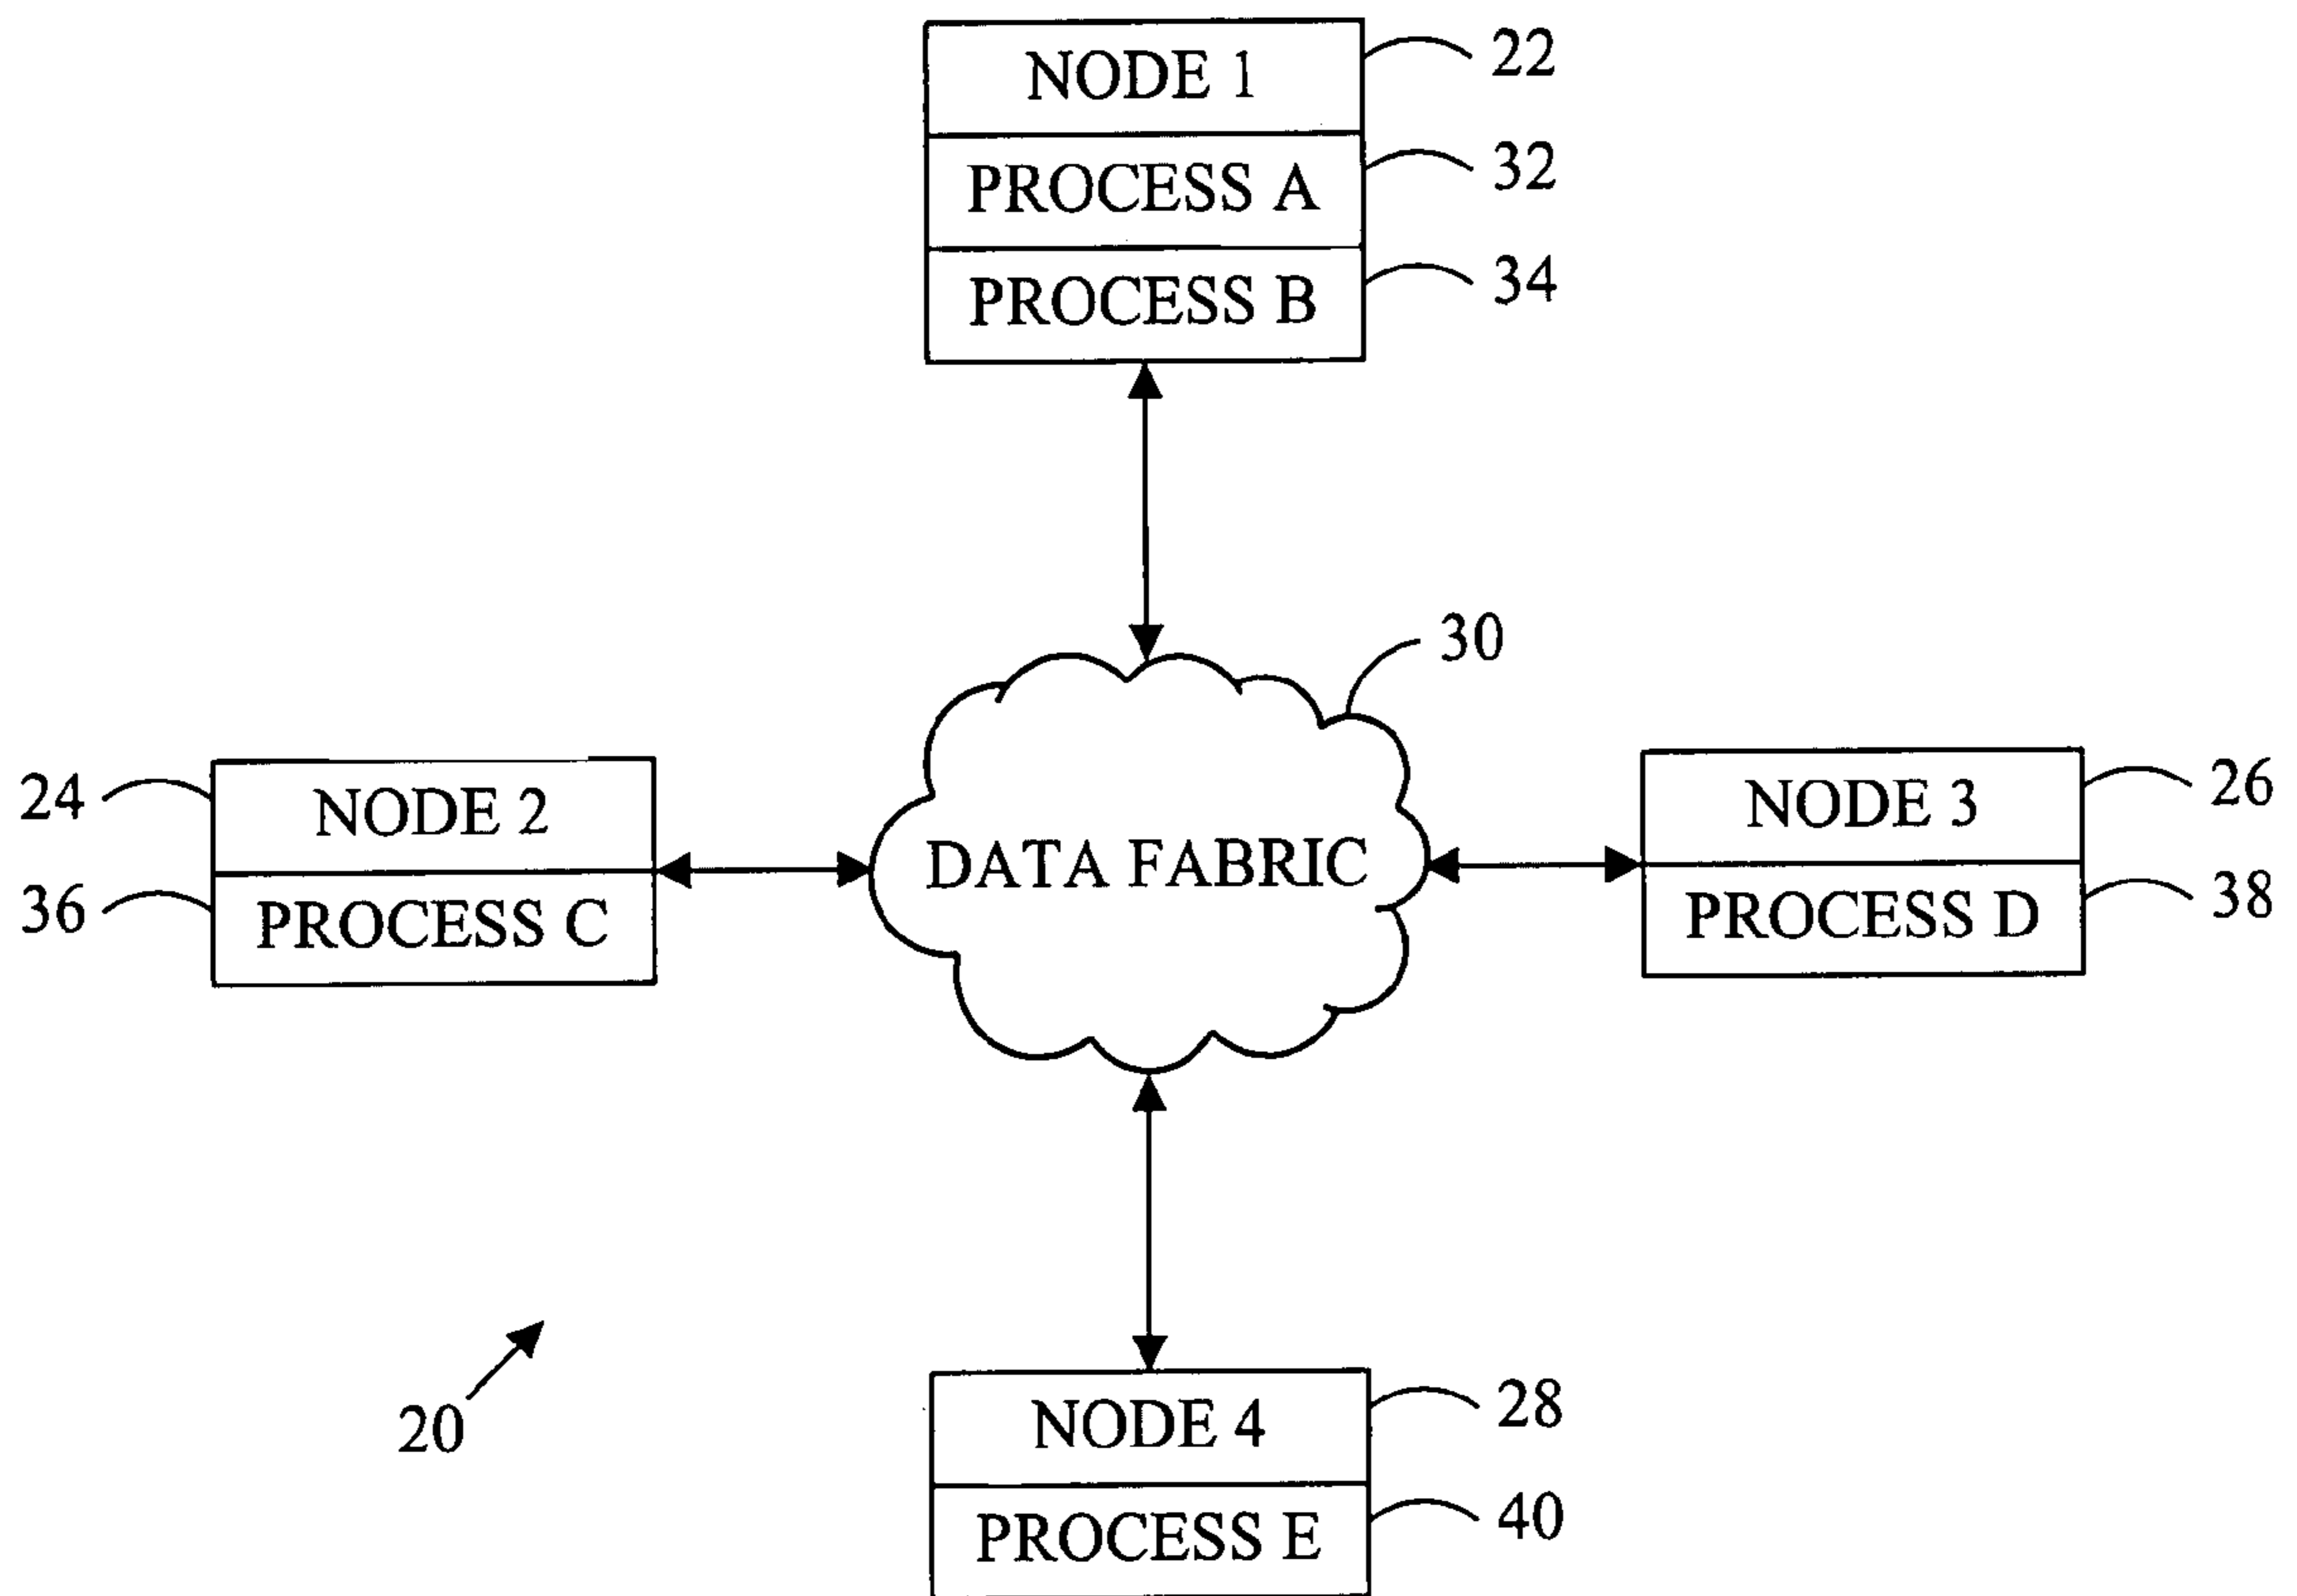 NODE 1
22
PROCESS A
32
PROCESS B
34
30
24
NODE 2
36
PROCESS C
DATA FABRIC
NODE 3
26
PROCESS D
38
20
NODE 4
28
PROCESS E
40